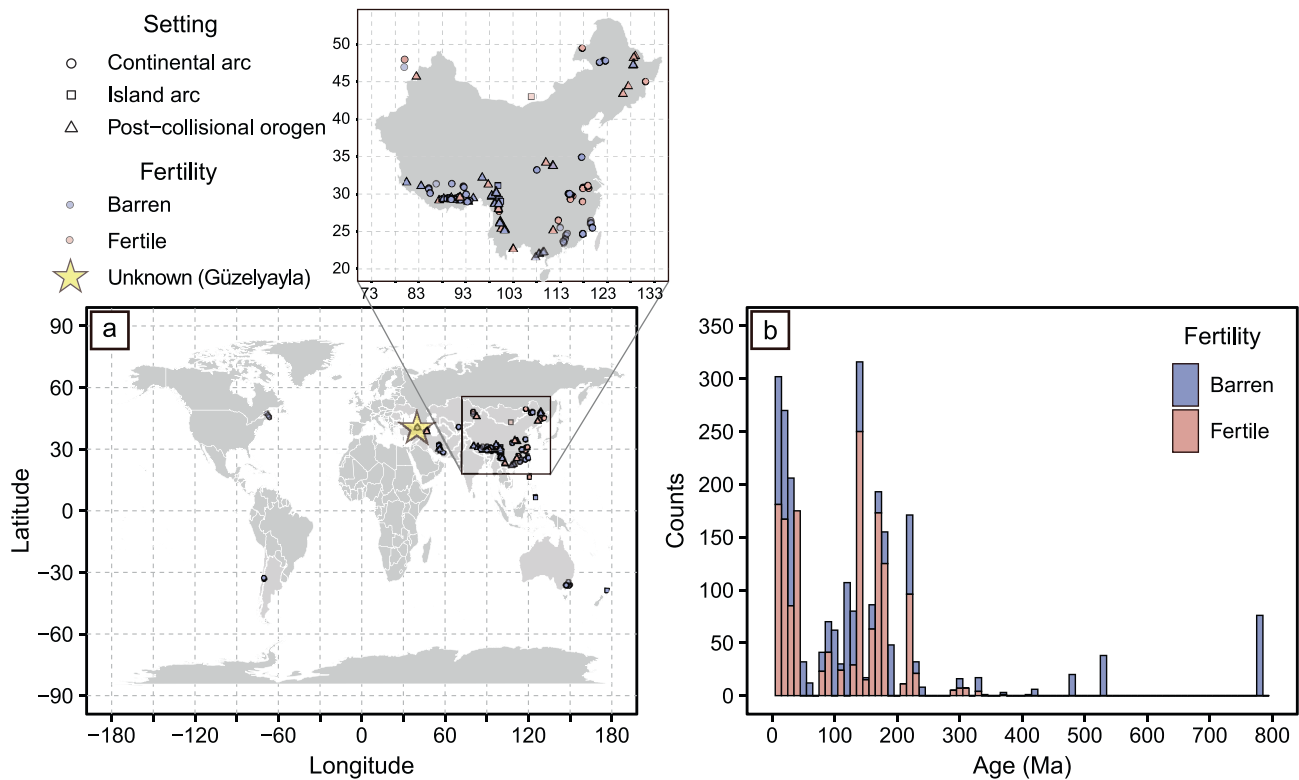 Setting
Continental arc
Island arc
Post−collisional orogen
Fertility
Barren
Fertile
Unknown (Güzelyayla)
50
45
40
35
30
25
20
73 83 93 103 113 123 133
a
90
60
30
0
−30
−60
−90
Latitude
−180 −120 −60 0 60 120 180
Longitude
b
350
300
250
200
150
100
50
0
Counts
Fertility
Barren
Fertile
0 100 200 300 400 500 600 700 800
Age (Ma)